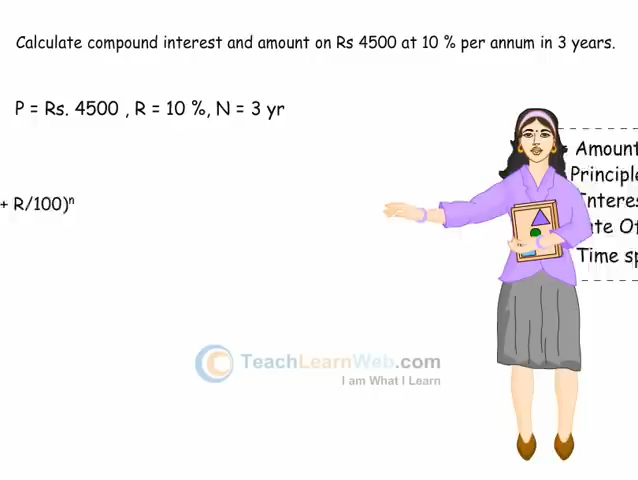 Calculate compound interest and amount on Rs 4500 at 10 % per annum in 3 years.
P = Rs. 4500 , R = 10 %, N = 3 yr
+ R/100)ⁿ
Amount
Principle
Interes
ate Of
Time sp
TeachLearnWeb.com
I am What I Learn